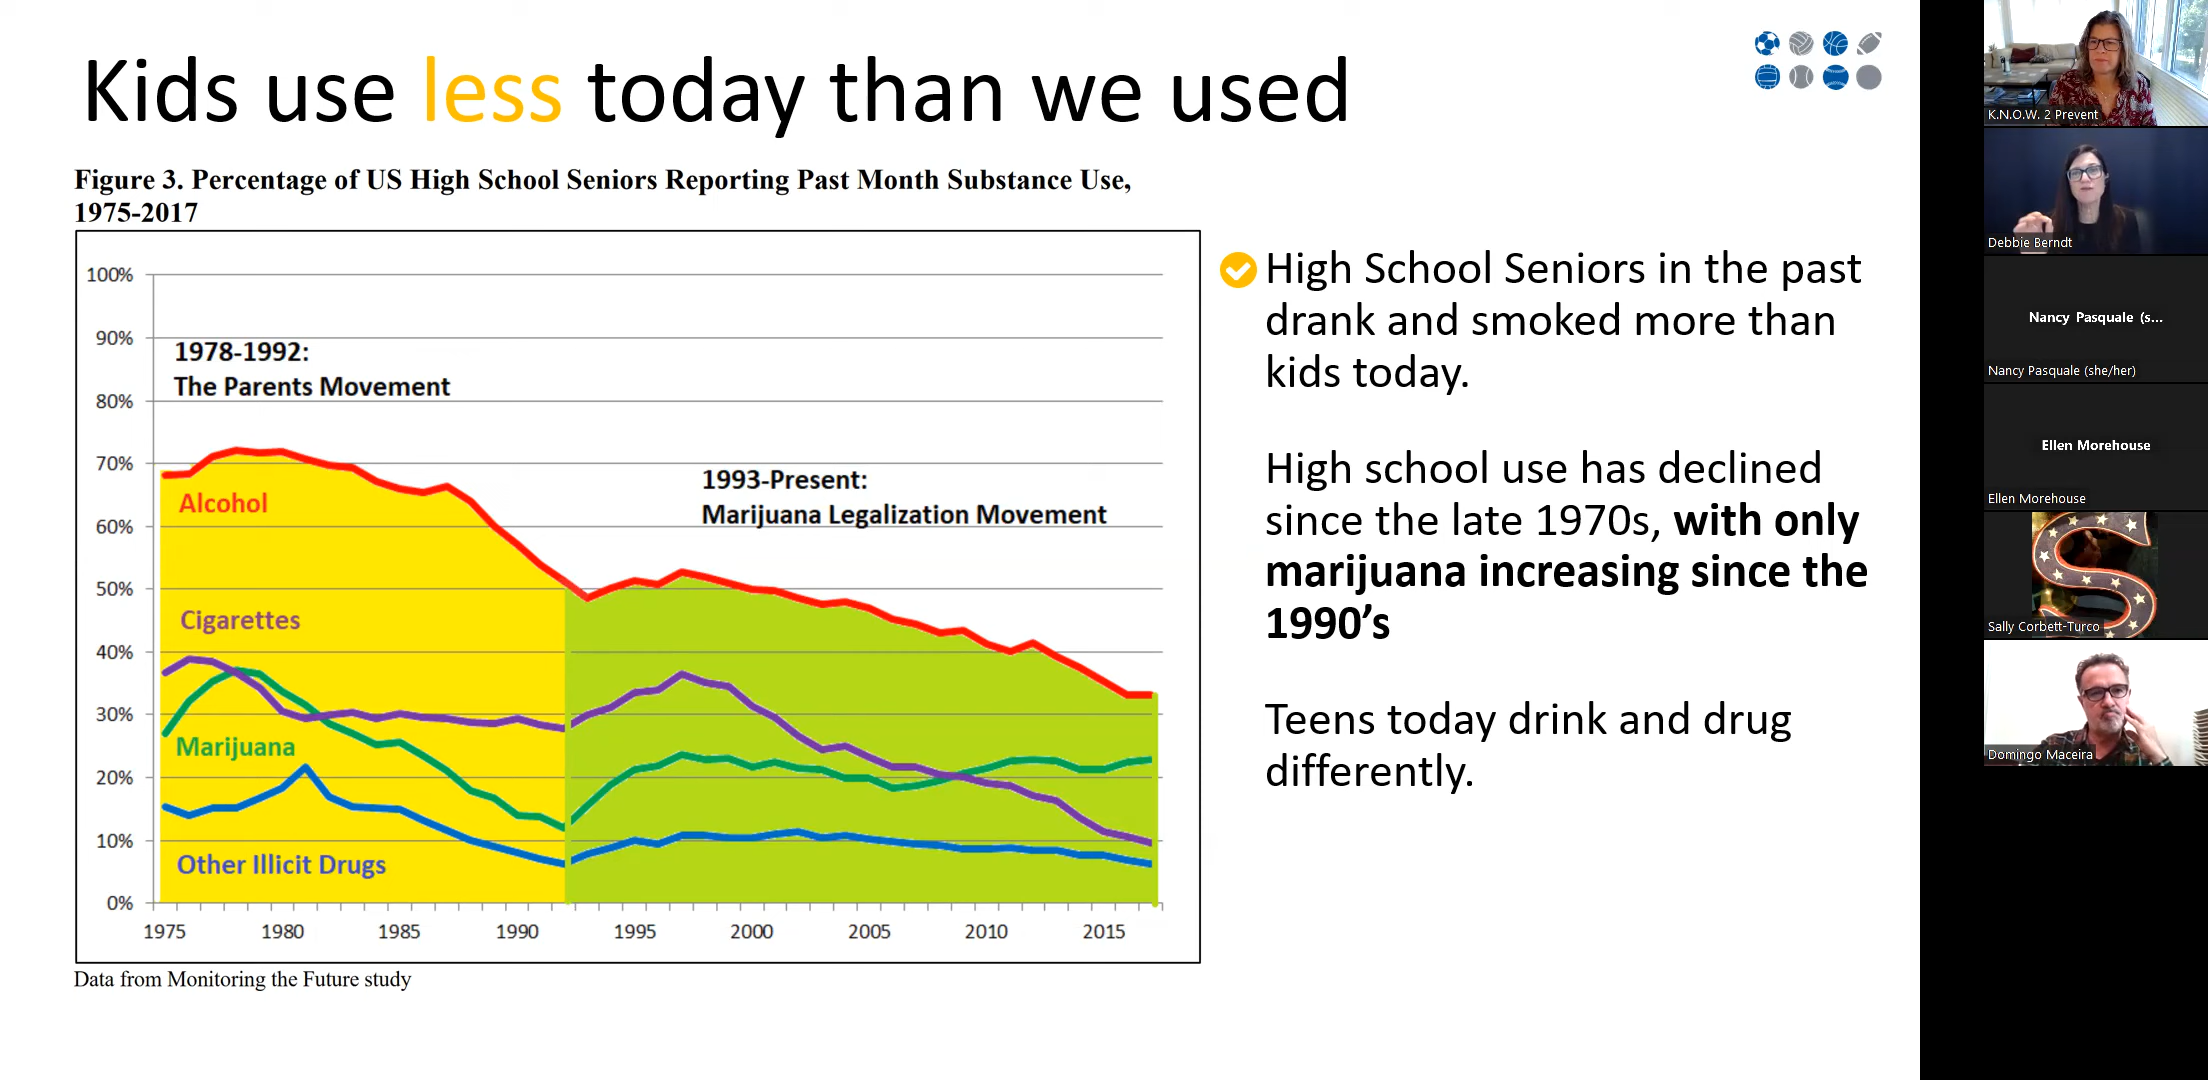 Kids use less today than we used
Figure 3. Percentage of US High School Seniors Reporting Past Month Substance Use,
1975-2017
100%
90%
80%
70%
60%
50%
40%
30%
20%
10%
0%
1978-1992:
The Parents Movement
1993-Present:
Marijuana Legalization Movement
Alcohol
Cigarettes
Marijuana
Other Illicit Drugs
1975 1980 1985 1990 1995 2000 2005 2010 2015
Data from Monitoring the Future study
High School Seniors in the past
drank and smoked more than
kids today.
High school use has declined
since the late 1970s, with only
marijuana increasing since the
1990’s
Teens today drink and drug
differently.
K.N.O.W. 2 Prevent
Debbie Berndt
Nancy Pasquale (s...
Nancy Pasquale (she/her)
Ellen Morehouse
Ellen Morehouse
S
Sally Corbett-Turco
Domingo Maceira